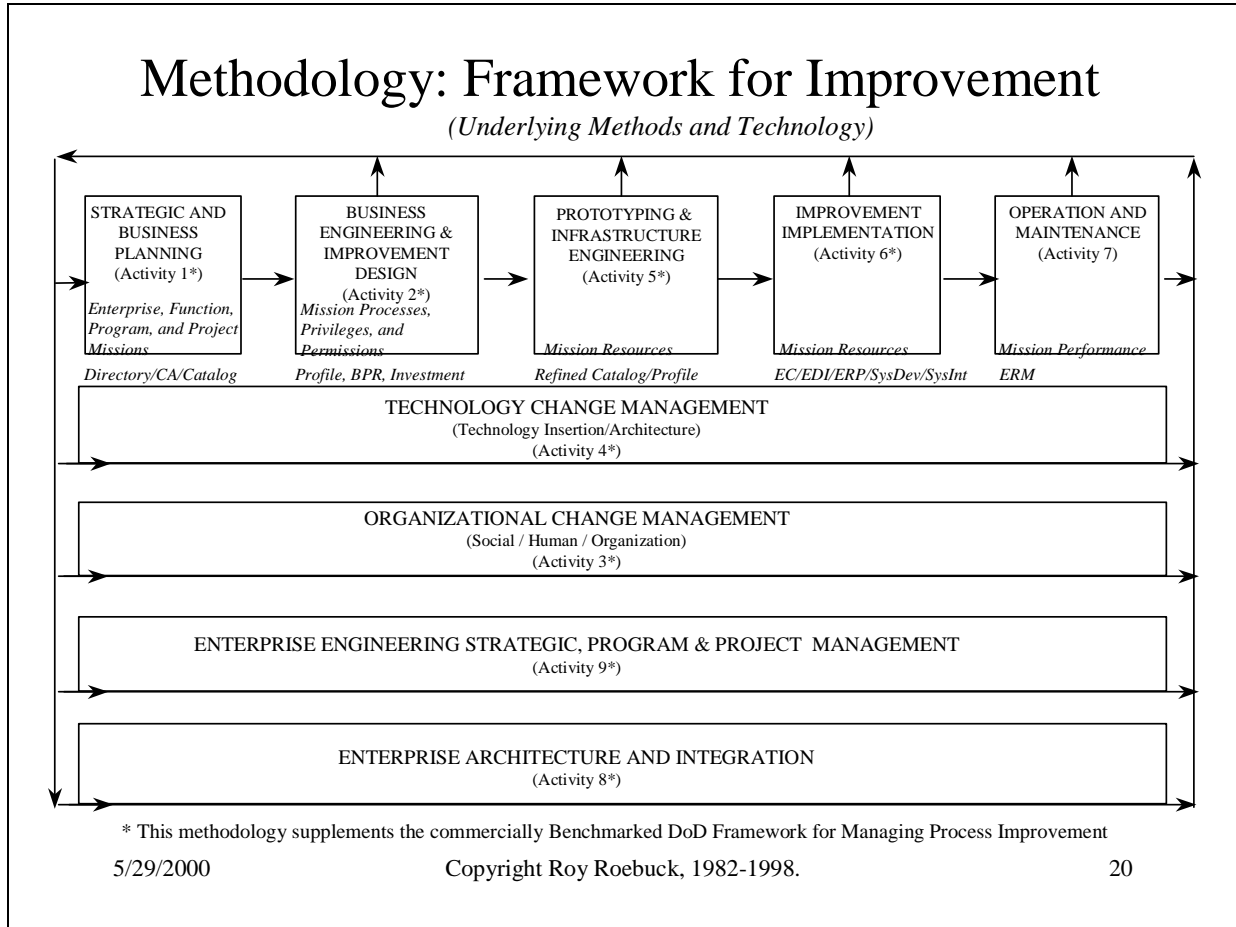 Methodology: Framework for Improvement
(Underlying Methods and Technology)
STRATEGIC AND
BUSINESS
PLANNING
(Activity 1*)
Enterprise, Function,
Program, and Project
Missions
Directory/CA/Catalog
BUSINESS
ENGINEERING &
IMPROVEMENT
DESIGN
(Activity 2*)
Mission Processes,
Privileges, and
Permissions
Profile, BPR, Investment
PROTOTYPING &
INFRASTRUCTURE
ENGINEERING
(Activity 5*)
Mission Resources
Refined Catalog/Profile
IMPROVEMENT
IMPLEMENTATION
(Activity 6*)
Mission Resources
EC/EDI/ERP/SysDev/SysInt
OPERATION AND
MAINTENANCE
(Activity 7)
Mission Performance
ERM
TECHNOLOGY CHANGE MANAGEMENT
(Technology Insertion/Architecture)
(Activity 4*)
ORGANIZATIONAL CHANGE MANAGEMENT
(Social / Human / Organization)
(Activity 3*)
ENTERPRISE ENGINEERING STRATEGIC, PROGRAM & PROJECT MANAGEMENT
(Activity 9*)
ENTERPRISE ARCHITECTURE AND INTEGRATION
(Activity 8*)
* This methodology supplements the commercially Benchmarked DoD Framework for Managing Process Improvement
5/29/2000 Copyright Roy Roebuck, 1982-1998. 20